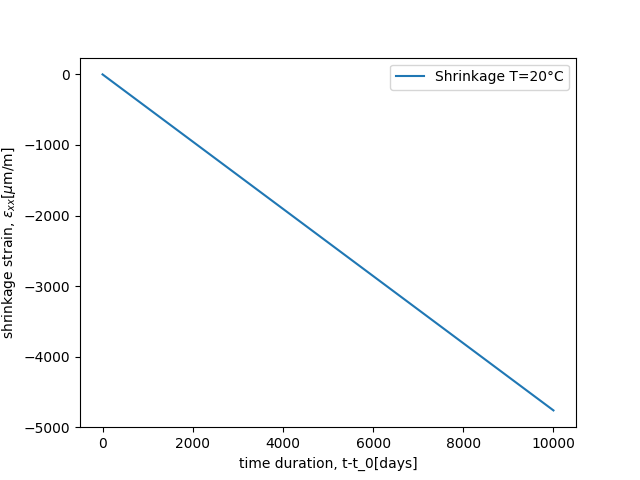 Shrinkage T=20°C
0
−1000
−2000
−3000
−4000
−5000
shrinkage strain, εxx[μm/m]
0 2000 4000 6000 8000 10000
time duration, t-t_0[days]